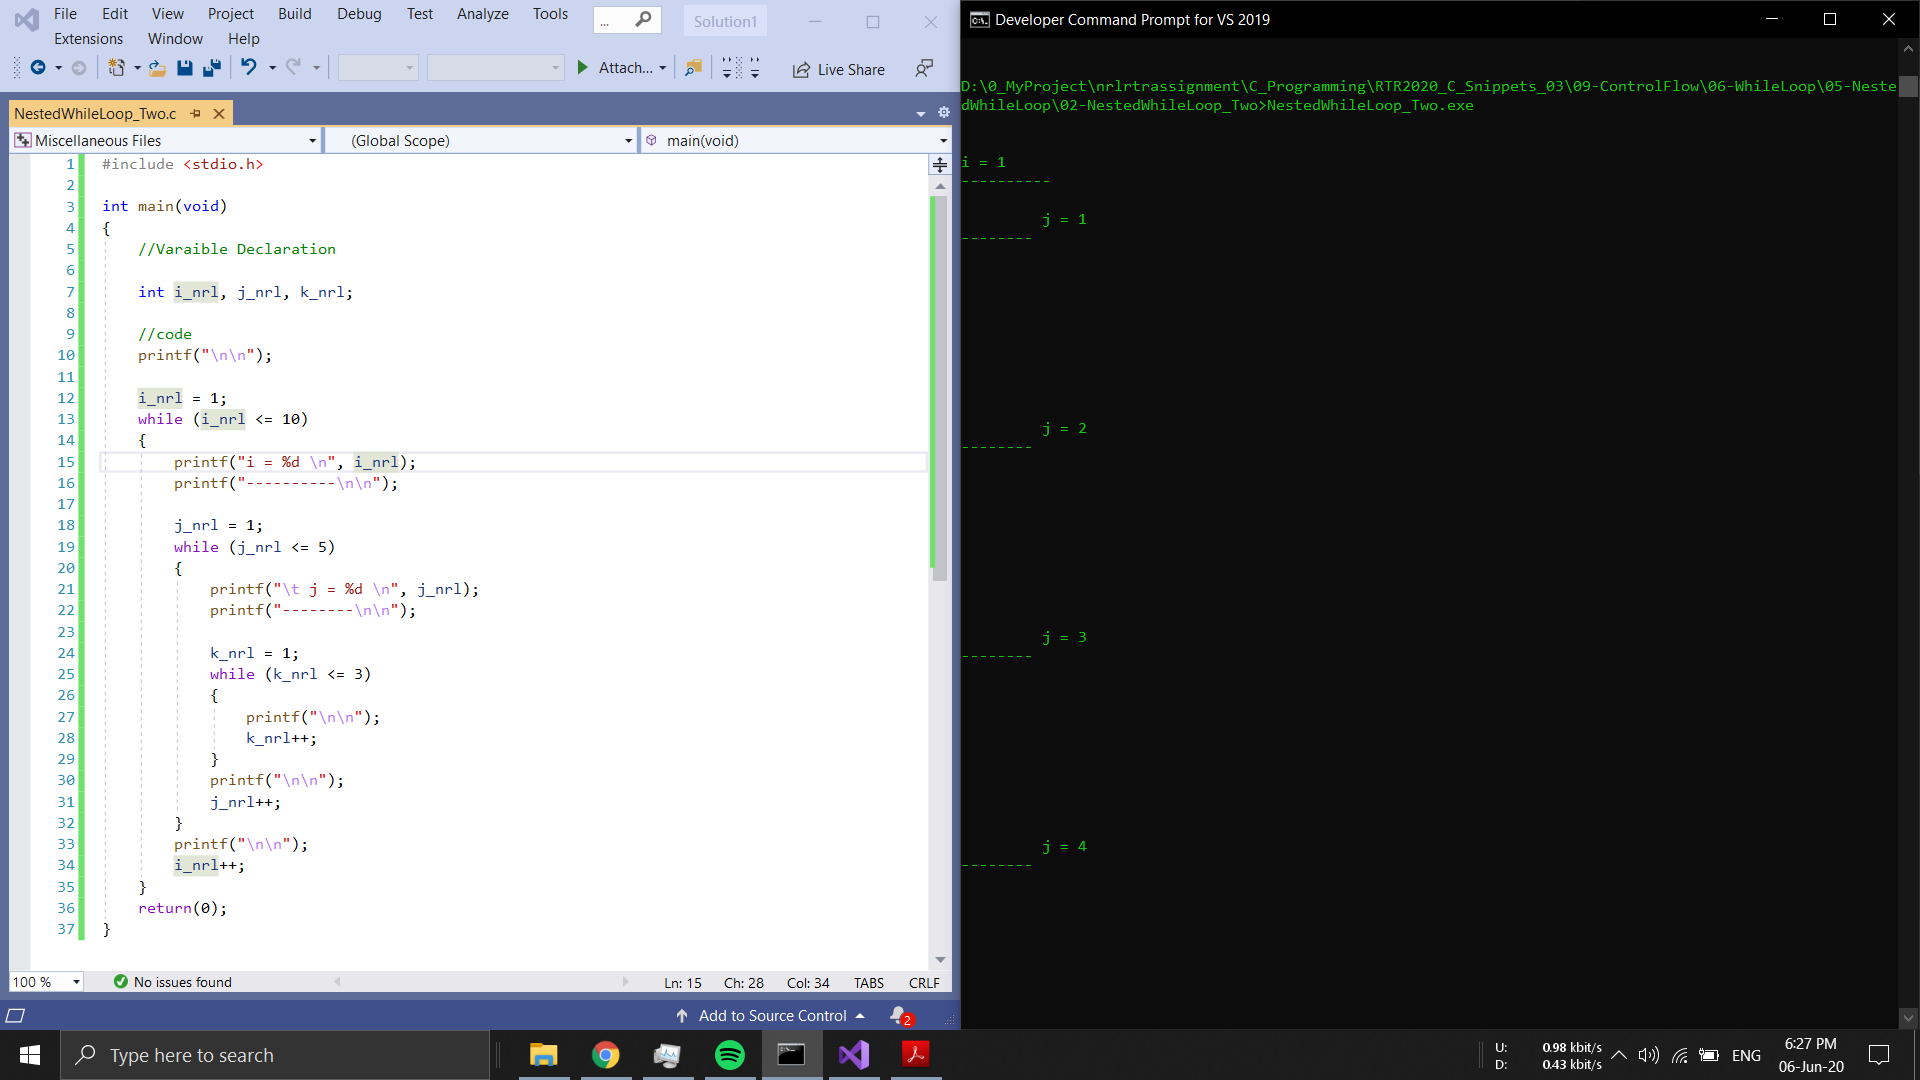 File Edit View Project Build Debug Test Analyze Tools ... Solution1
Extensions Window Help
Attach... Live Share
NestedWhileLoop_Two.c
Miscellaneous Files (Global Scope) main(void)
1 #include <stdio.h>
2
3 int main(void)
4 {
5 //Varaible Declaration
6
7 int i_nrl, j_nrl, k_nrl;
8
9 //code
10 printf("\n\n");
11
12 i_nrl = 1;
13 while (i_nrl <= 10)
14 {
15 printf("i = %d \n", i_nrl);
16 printf("----------\n\n");
17
18 j_nrl = 1;
19 while (j_nrl <= 5)
20 {
21 printf("\t j = %d \n", j_nrl);
22 printf("--------\n\n");
23
24 k_nrl = 1;
25 while (k_nrl <= 3)
26 {
27 printf("\n\n");
28 k_nrl++;
29 }
30 printf("\n\n");
31 j_nrl++;
32 }
33 printf("\n\n");
34 i_nrl++;
35 }
36 return(0);
37 }
100 % No issues found Ln: 15 Ch: 28 Col: 34 TABS CRLF
Add to Source Control 2
Developer Command Prompt for VS 2019
D:\0_MyProject\nrlrtrassignment\C_Programming\RTR2020_C_Snippets_03\09-ControlFlow\06-WhileLoop\05-Neste
dWhileLoop\02-NestedWhileLoop_Two>NestedWhileLoop_Two.exe
i = 1
----------
j = 1
--------
j = 2
--------
j = 3
--------
j = 4
--------
Type here to search
U: 0.98 kbit/s
D: 0.43 kbit/s
ENG
6:27 PM
06-Jun-20